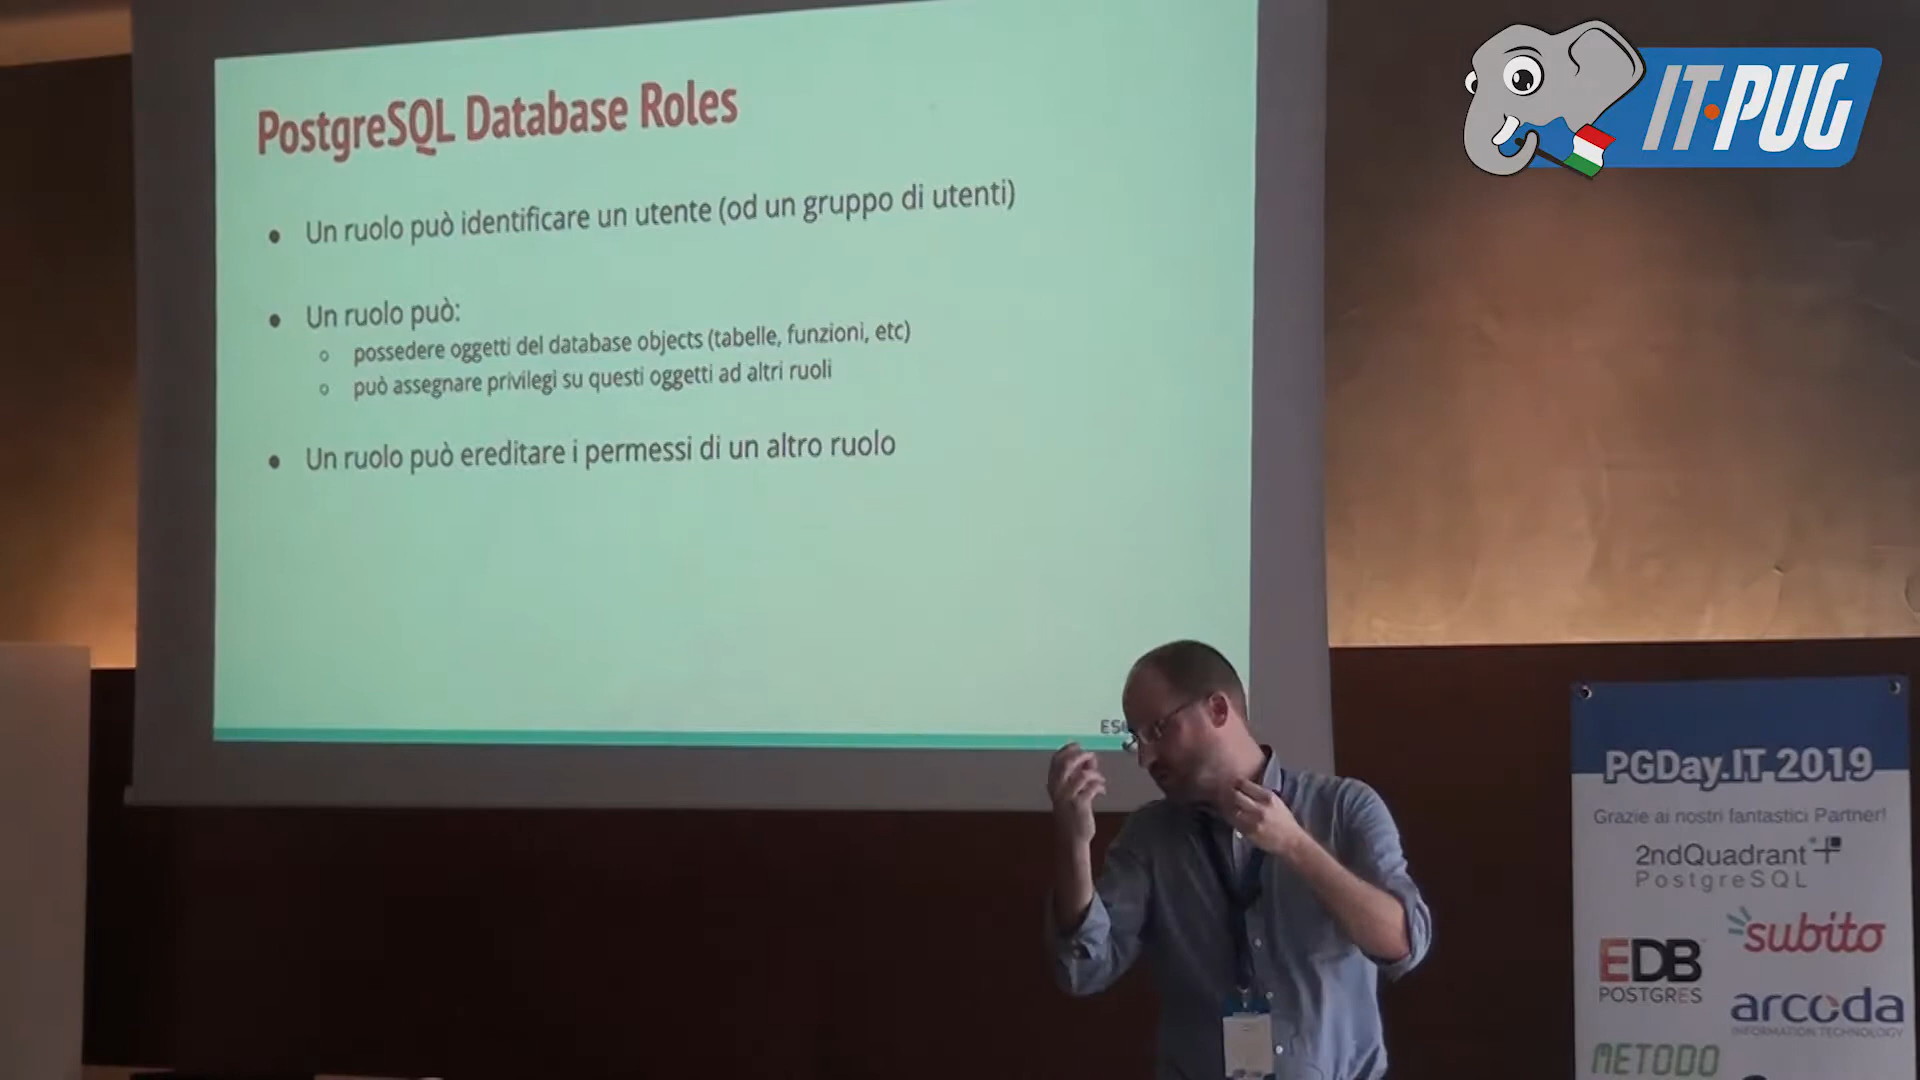 PostgreSQL Database Roles
● Un ruolo può identificare un utente (od un gruppo di utenti)
● Un ruolo può:
○ possedere oggetti del database objects (tabelle, funzioni, etc)
○ può assegnare privilegi su questi oggetti ad altri ruoli
● Un ruolo può ereditare i permessi di un altro ruolo
IT·PUG
PGDay.IT 2019
Grazie ai nostri fantastici Partner!
2ndQuadrant
PostgreSQL
subito
EDB
POSTGRES
arcoda
INFORMATION TECHNOLOGY
METODO